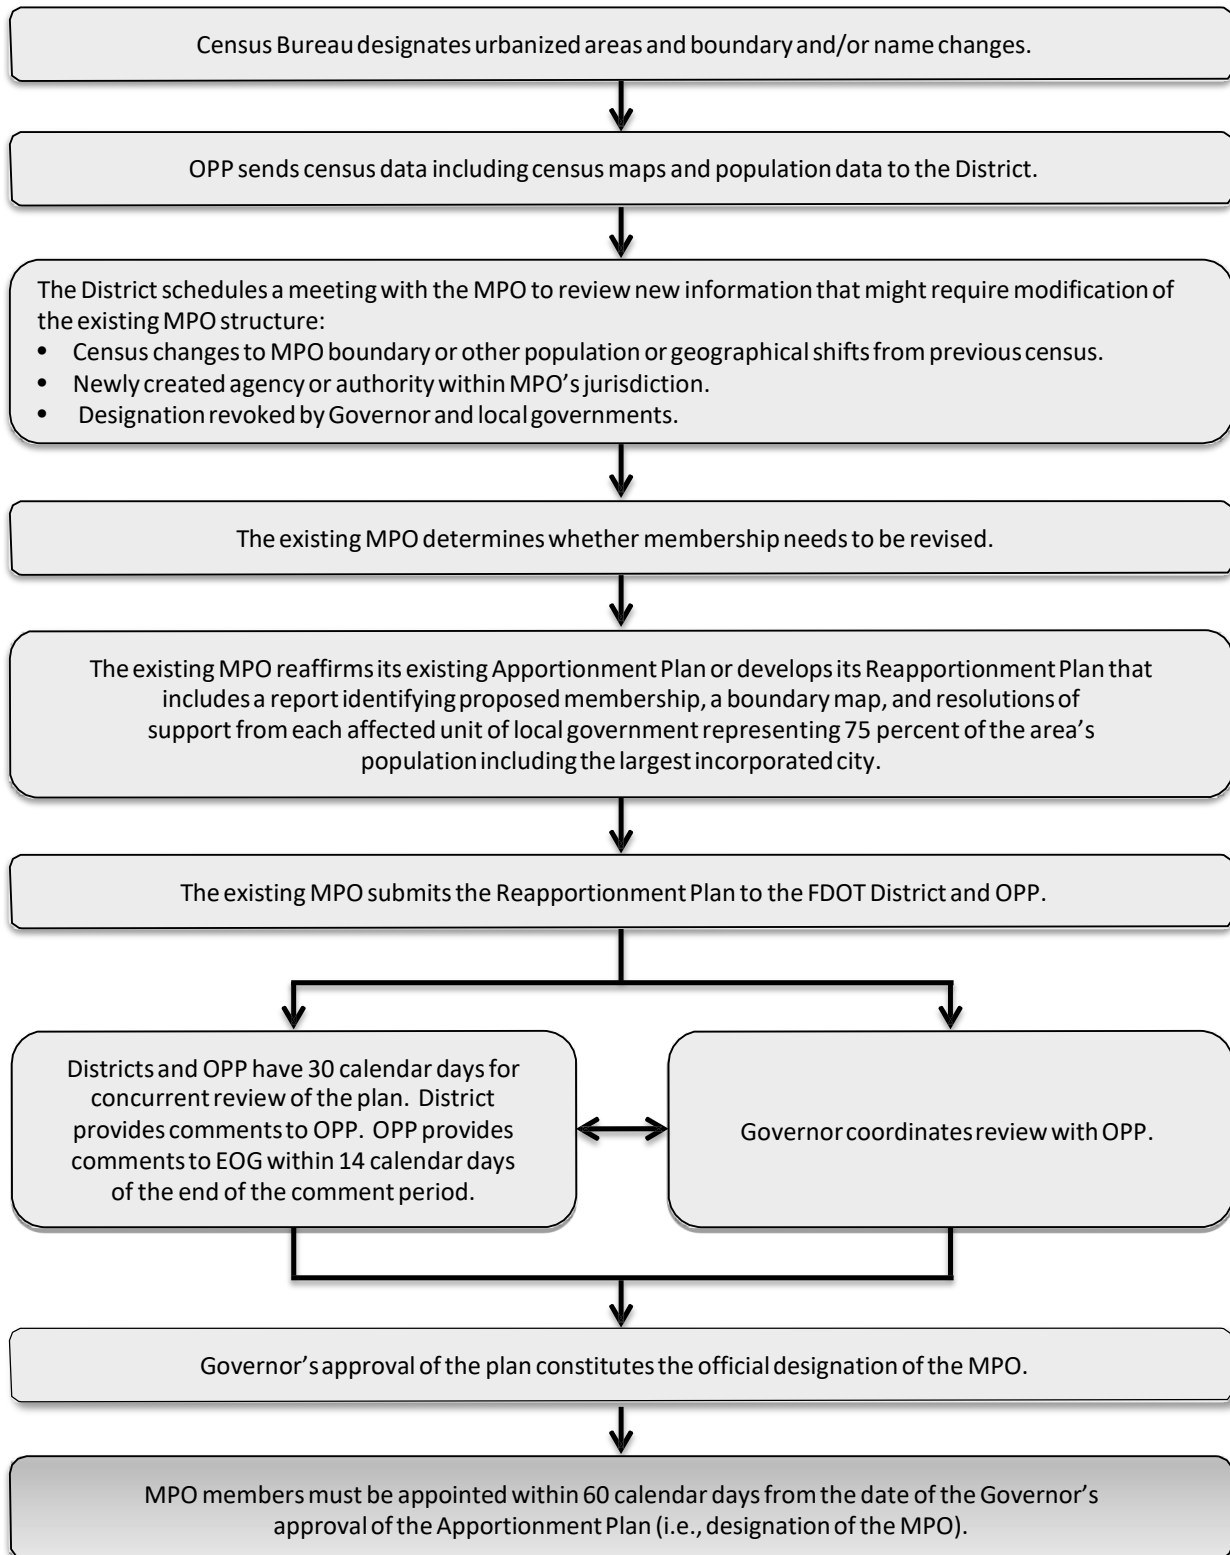 Census Bureau designates urbanized areas and boundary and/or name changes.
OPP sends census data including census maps and population data to the District.
The District schedules a meeting with the MPO to review new information that might require modification of
the existing MPO structure:
• Census changes to MPO boundary or other population or geographical shifts from previous census.
• Newly created agency or authority within MPO's jurisdiction.
• Designation revoked by Governor and local governments.
The existing MPO determines whether membership needs to be revised.
The existing MPO reaffirms its existing Apportionment Plan or develops its Reapportionment Plan that
includes a report identifying proposed membership, a boundary map, and resolutions of
support from each affected unit of local government representing 75 percent of the area's
population including the largest incorporated city.
The existing MPO submits the Reapportionment Plan to the FDOT District and OPP.
Districts and OPP have 30 calendar days for
concurrent review of the plan. District
provides comments to OPP. OPP provides
comments to EOG within 14 calendar days
of the end of the comment period.
Governor coordinates review with OPP.
Governor's approval of the plan constitutes the official designation of the MPO.
MPO members must be appointed within 60 calendar days from the date of the Governor's
approval of the Apportionment Plan (i.e., designation of the MPO).